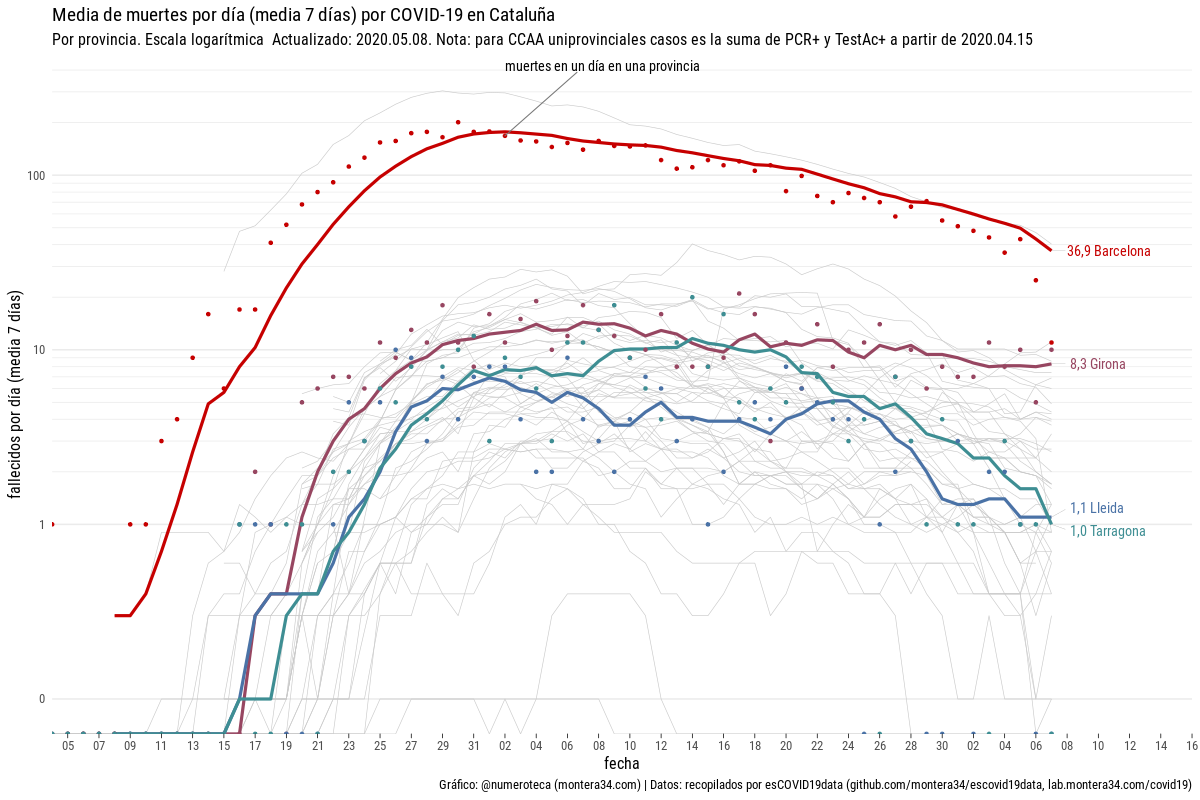 Media de muertes por día (media 7 días) por COVID-19 en Cataluña
Por provincia. Escala logarítmica  Actualizado: 2020.05.08. Nota: para CCAA uniprovinciales casos es la suma de PCR+ y TestAc+ a partir de 2020.04.15
muertes en un día en una provincia
fallecidos por día (media  7 días)
100
10
1
0
36,9 Barcelona
8,3 Girona
1,1 Lleida
1,0 Tarragona
05 07 09 11 13 15 17 19 21 23 25 27 29 31 02 04 06 08 10 12 14 16 18 20 22 24 26 28 30 02 04 06 08 10 12 14 16
fecha
Gráfico: @numeroteca (montera34.com) | Datos: recopilados por esCOVID19data (github.com/montera34/escovid19data, lab.montera34.com/covid19)